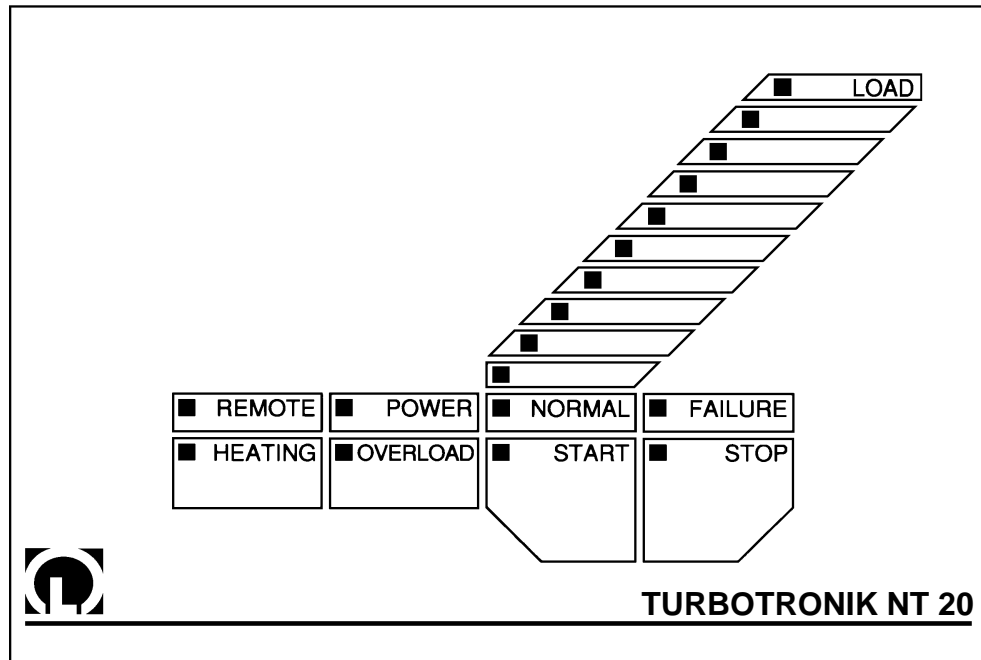 LOAD
REMOTE POWER NORMAL FAILURE
HEATING OVERLOAD START STOP
L
TURBOTRONIK NT 20